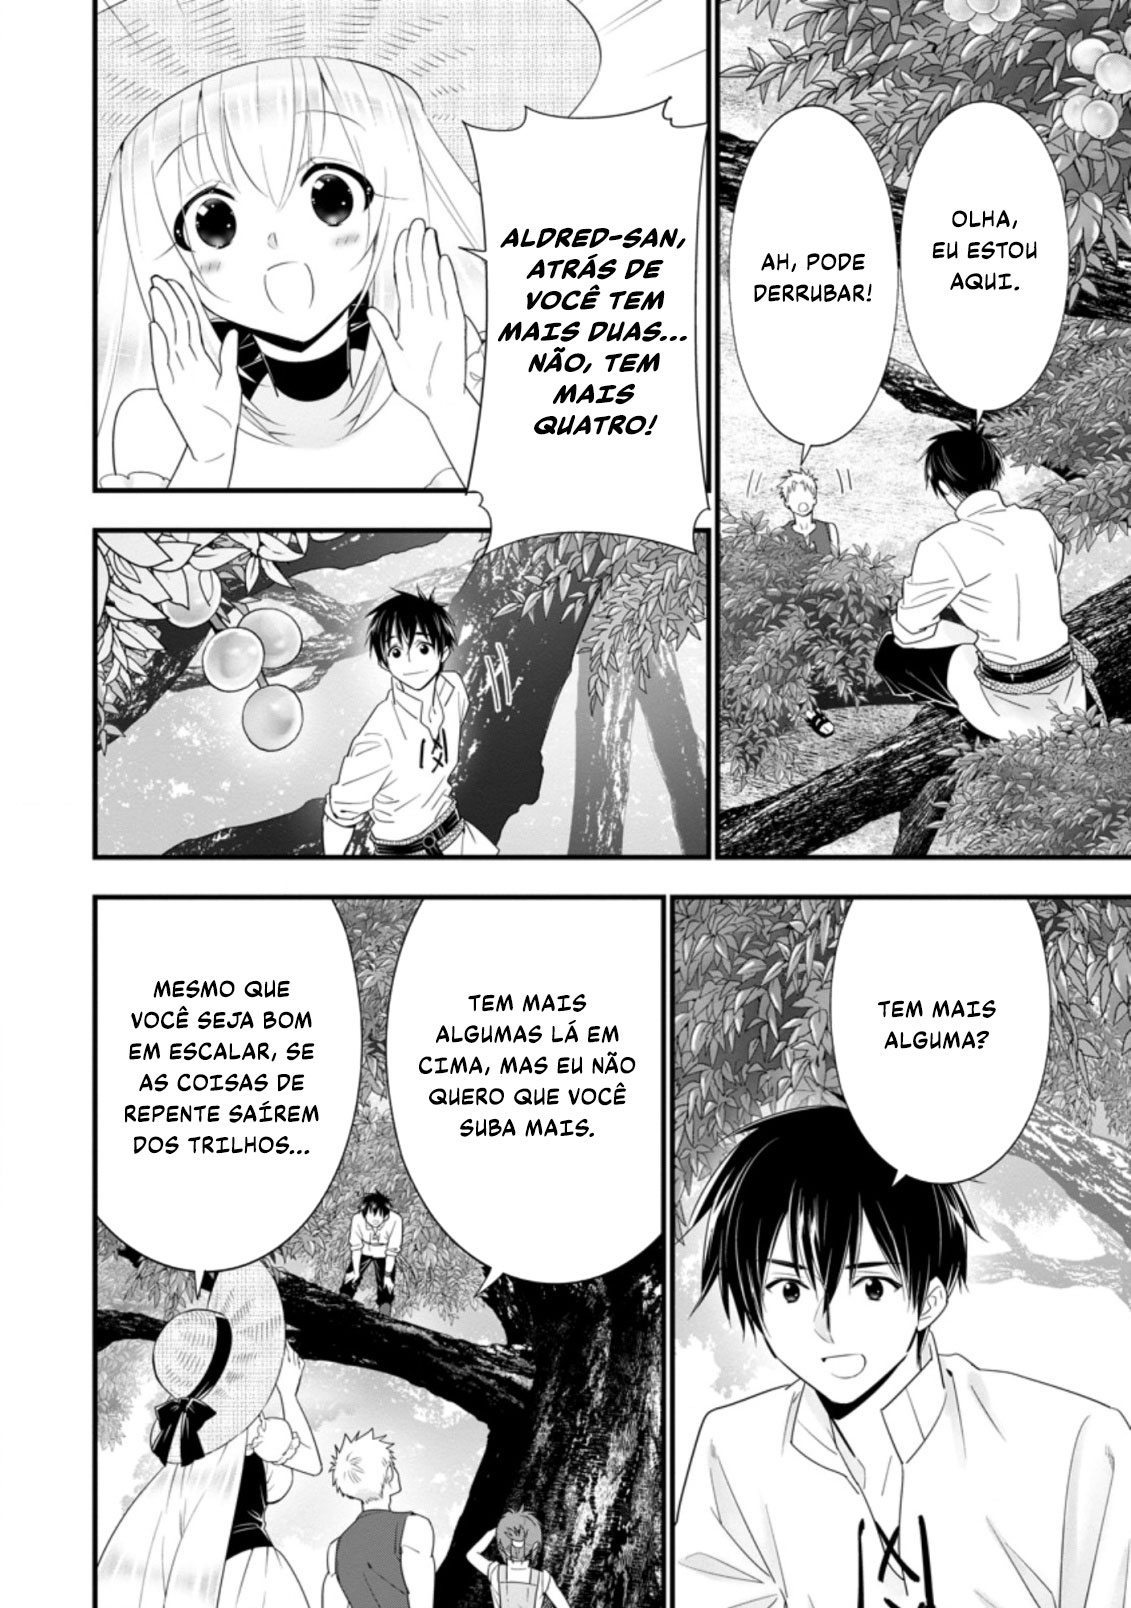 OLHA,
EU ESTOU
AQUI.
AH, PODE
DERRUBAR!
ALDRED-SAN,
ATRÁS DE
VOCÊ TEM
MAIS DUAS...
NÃO, TEM
MAIS
QUATRO!
TEM MAIS
ALGUMA?
TEM MAIS
ALGUMAS LÁ EM
CIMA, MAS EU NÃO
QUERO QUE VOCÊ
SUBA MAIS.
MESMO QUE
VOCÊ SEJA BOM
EM ESCALAR, SE
AS COISAS DE
REPENTE SAÍREM
DOS TRILHOS...